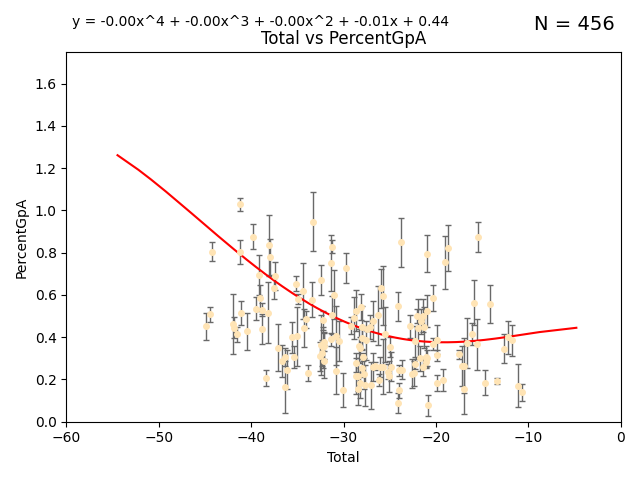 y = -0.00x^4 + -0.00x^3 + -0.00x^2 + -0.01x + 0.44
N = 456
Total vs PercentGpA
PercentGpA
1.6
1.4
1.2
1.0
0.8
0.6
0.4
0.2
0.0
−60 −50 −40 −30 −20 −10 0
Total